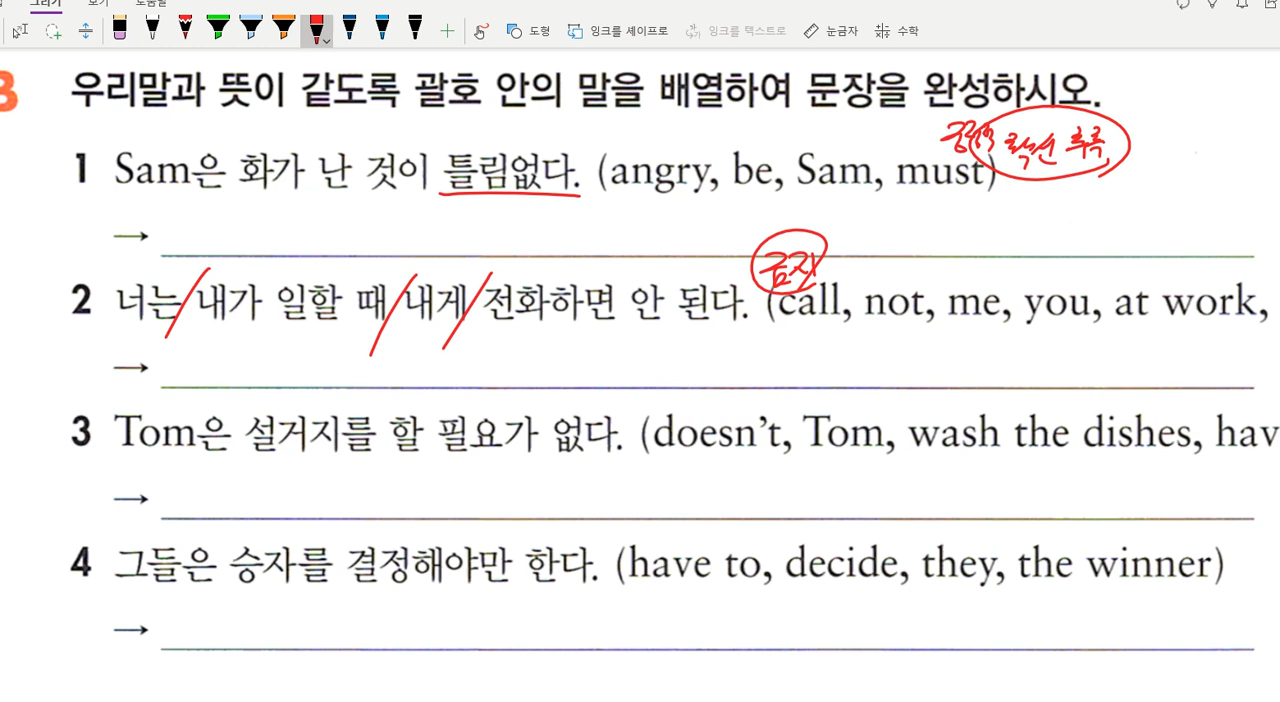 그리기 보기 도움말
도형 잉크를 셰이프로 잉크를 텍스트로 눈금자 수학
B 우리말과 뜻이 같도록 괄호 안의 말을 배열하여 문장을 완성하시오.
긍정적 확신 추측
1 Sam은 화가 난 것이 틀림없다. (angry, be, Sam, must)
→
금지
2 너는/내가 일할 때/내게/전화하면 안 된다. (call, not, me, you, at work,
→
3 Tom은 설거지를 할 필요가 없다. (doesn't, Tom, wash the dishes, hav
→
4 그들은 승자를 결정해야만 한다. (have to, decide, they, the winner)
→